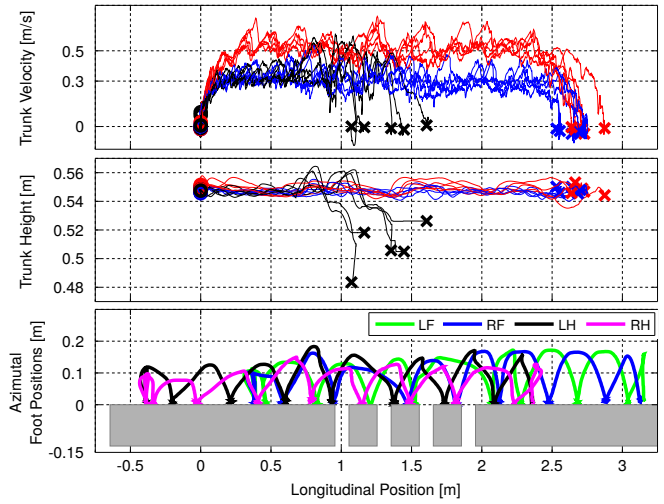 Trunk Velocity [m/s]
0.5
0.3
0
Trunk Height [m]
0.56
0.54
0.52
0.5
0.48
Azimutal
Foot Positions [m]
LF RF LH RH
0.2
0.1
0
-0.15
-0.5 0 0.5 1 1.5 2 2.5 3
Longitudinal Position [m]